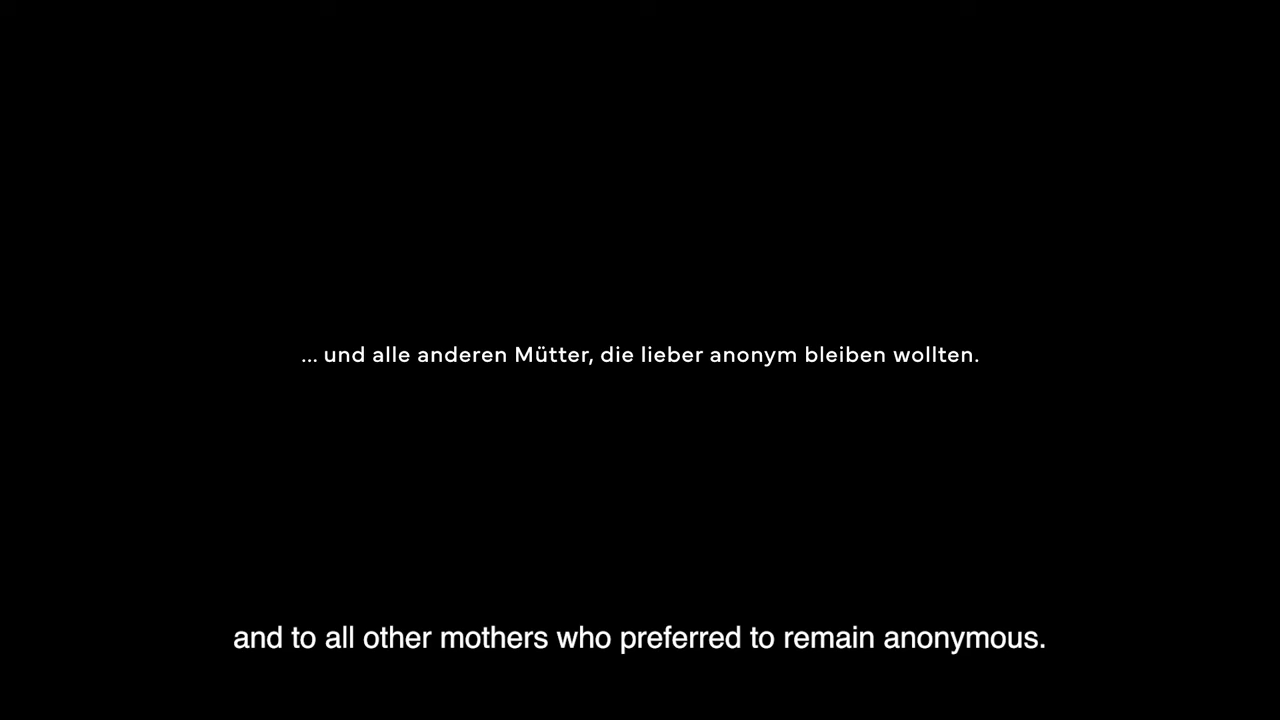 ... und alle anderen Mütter, die lieber anonym bleiben wollten.
and to all other mothers who preferred to remain anonymous.